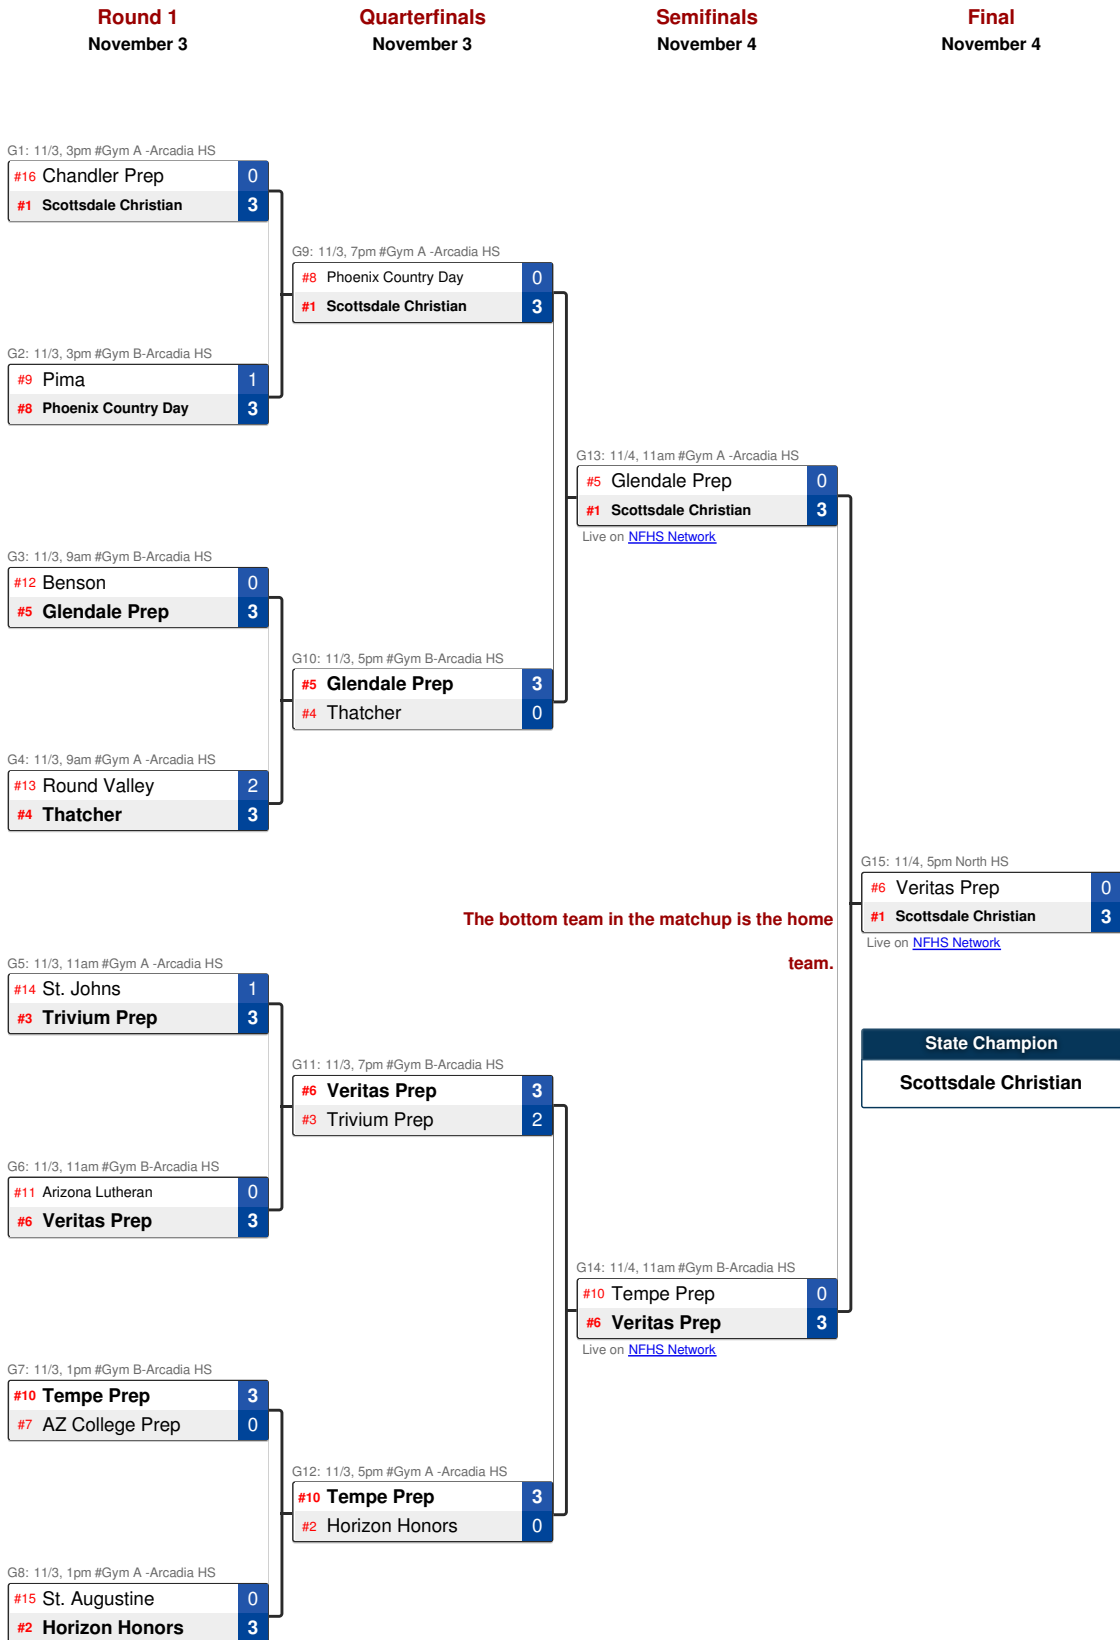 Round 1
November 3
Quarterfinals
November 3
Semifinals
November 4
Final
November 4
G1: 11/3, 3pm #Gym A -Arcadia HS
#16 Chandler Prep 0
#1 Scottsdale Christian 3
G2: 11/3, 3pm #Gym B-Arcadia HS
#9 Pima 1
#8 Phoenix Country Day 3
G3: 11/3, 9am #Gym B-Arcadia HS
#12 Benson 0
#5 Glendale Prep 3
G4: 11/3, 9am #Gym A -Arcadia HS
#13 Round Valley 2
#4 Thatcher 3
G5: 11/3, 11am #Gym A -Arcadia HS
#14 St. Johns 1
#3 Trivium Prep 3
G6: 11/3, 11am #Gym B-Arcadia HS
#11 Arizona Lutheran 0
#6 Veritas Prep 3
G7: 11/3, 1pm #Gym B-Arcadia HS
#10 Tempe Prep 3
#7 AZ College Prep 0
G8: 11/3, 1pm #Gym A -Arcadia HS
#15 St. Augustine 0
#2 Horizon Honors 3
G9: 11/3, 7pm #Gym A -Arcadia HS
#8 Phoenix Country Day 0
#1 Scottsdale Christian 3
G10: 11/3, 5pm #Gym B-Arcadia HS
#5 Glendale Prep 3
#4 Thatcher 0
G11: 11/3, 7pm #Gym B-Arcadia HS
#6 Veritas Prep 3
#3 Trivium Prep 2
G12: 11/3, 5pm #Gym A -Arcadia HS
#10 Tempe Prep 3
#2 Horizon Honors 0
G13: 11/4, 11am #Gym A -Arcadia HS
#5 Glendale Prep 0
#1 Scottsdale Christian 3
Live on NFHS Network
The bottom team in the matchup is the home
team.
G14: 11/4, 11am #Gym B-Arcadia HS
#10 Tempe Prep 0
#6 Veritas Prep 3
Live on NFHS Network
G15: 11/4, 5pm North HS
#6 Veritas Prep 0
#1 Scottsdale Christian 3
Live on NFHS Network
State Champion
Scottsdale Christian